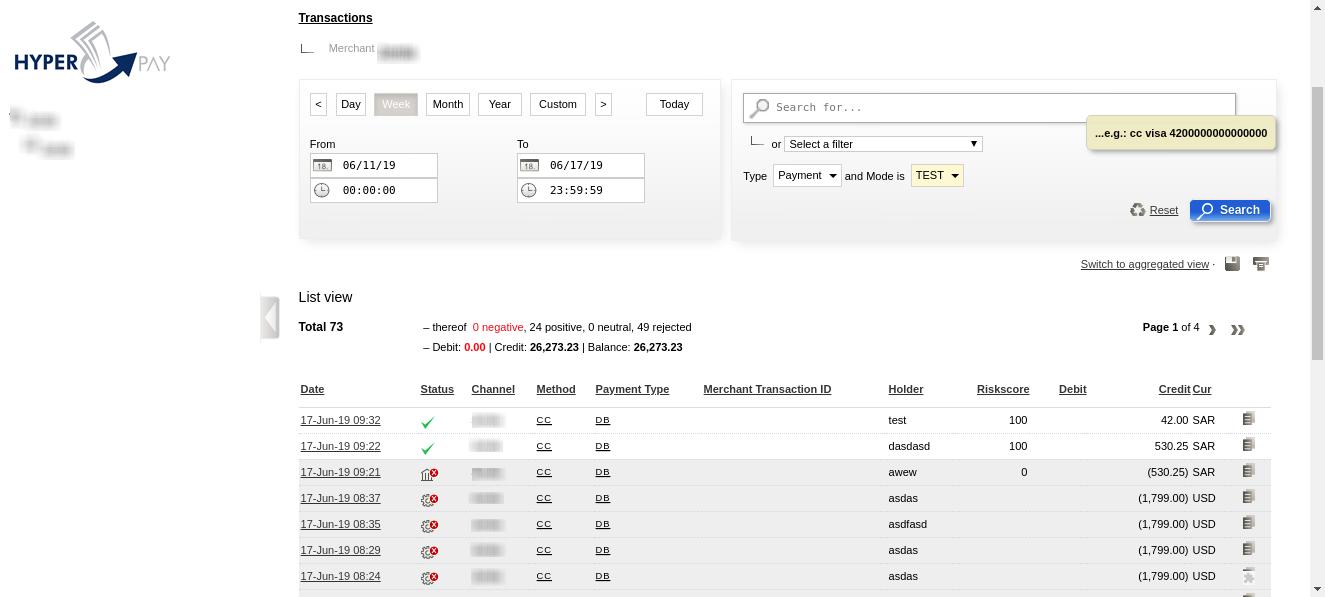 HYPER PAY
Transactions
Merchant
< Day Week Month Year Custom > Today
From To
18. 06/11/19 18. 06/17/19
00:00:00 23:59:59
Search for...
...e.g.: cc visa 4200000000000000
or Select a filter
Type Payment and Mode is TEST
Reset Search
Switch to aggregated view ·
List view
Total 73 – thereof 0 negative, 24 positive, 0 neutral, 49 rejected Page 1 of 4
– Debit: 0.00 | Credit: 26,273.23 | Balance: 26,273.23
Date Status Channel Method Payment Type Merchant Transaction ID Holder Riskscore Debit Credit Cur
17-Jun-19 09:32 CC DB test 100 42.00 SAR
17-Jun-19 09:22 CC DB dasdasd 100 530.25 SAR
17-Jun-19 09:21 CC DB awew 0 (530.25) SAR
17-Jun-19 08:37 CC DB asdas (1,799.00) USD
17-Jun-19 08:35 CC DB asdfasd (1,799.00) USD
17-Jun-19 08:29 CC DB asdas (1,799.00) USD
17-Jun-19 08:24 CC DB asdas (1,799.00) USD